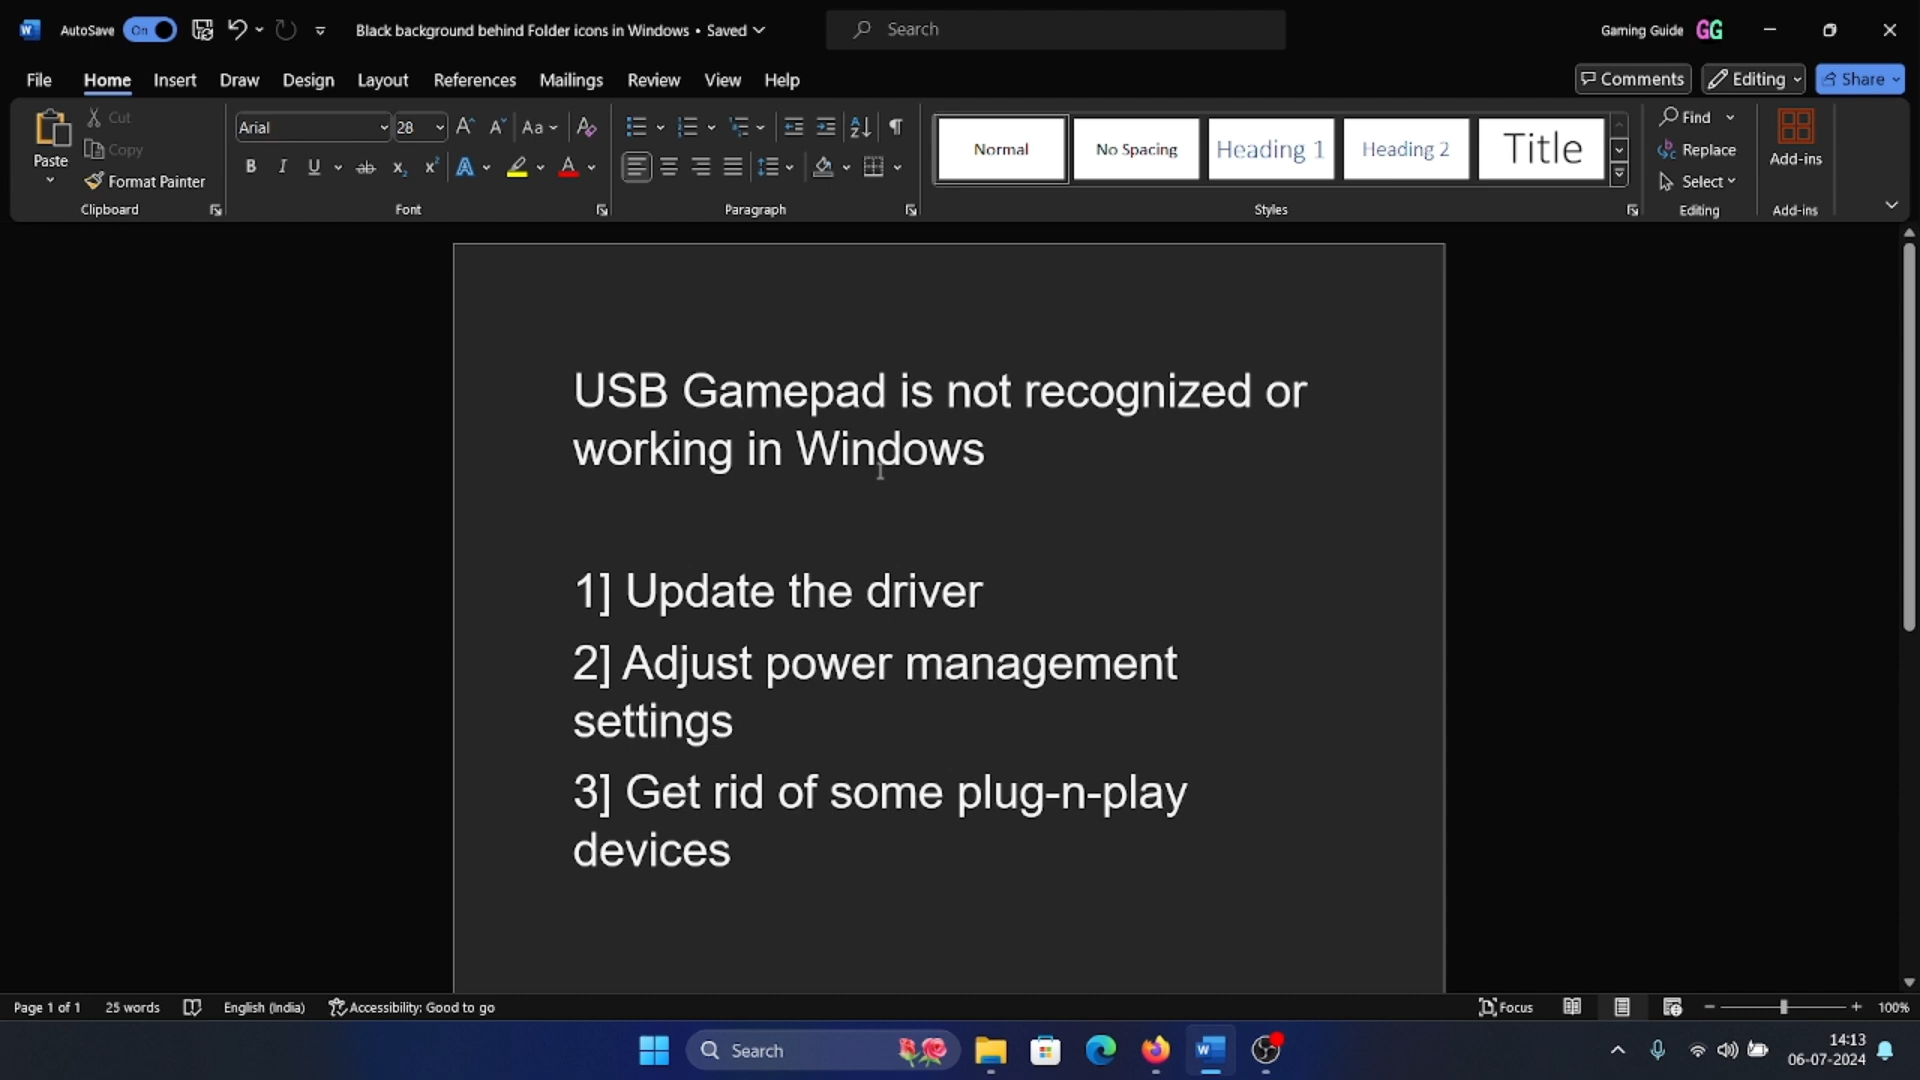 AutoSave On Black background behind Folder icons in Windows • Saved Search Gaming Guide GG
File Home Insert Draw Design Layout References Mailings Review View Help Comments Editing Share
Paste Cut Copy Format Painter
Clipboard
Arial 28 Aa
B I U ab x₂ x² A A
Font
Paragraph
Normal No Spacing Heading 1 Heading 2 Title
Styles
Find
Replace
Select
Editing
Add-ins
Add-ins
USB Gamepad is not recognized or
working in Windows
1] Update the driver
2] Adjust power management
settings
3] Get rid of some plug-n-play
devices
Page 1 of 1 25 words English (India) Accessibility: Good to go Focus 100%
Search
14:13
06-07-2024